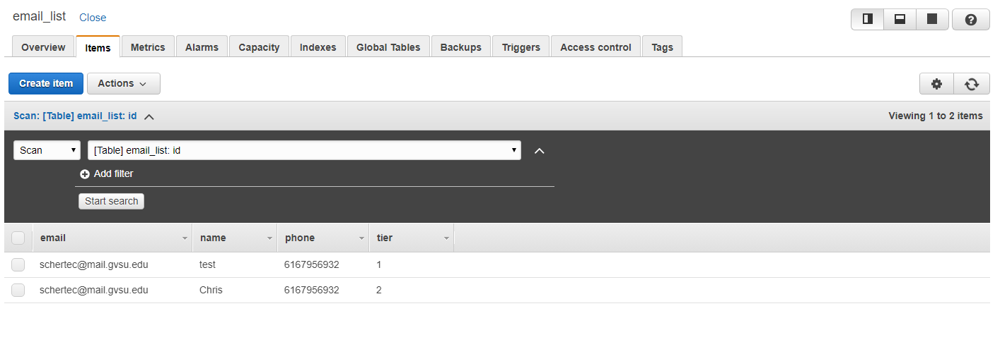 email_list Close
Overview Items Metrics Alarms Capacity Indexes Global Tables Backups Triggers Access control Tags
Create item Actions
Scan: [Table] email_list: id Viewing 1 to 2 items
Scan [Table] email_list: id
Add filter
Start search
email name phone tier
schertec@mail.gvsu.edu test 6167956932 1
schertec@mail.gvsu.edu Chris 6167956932 2